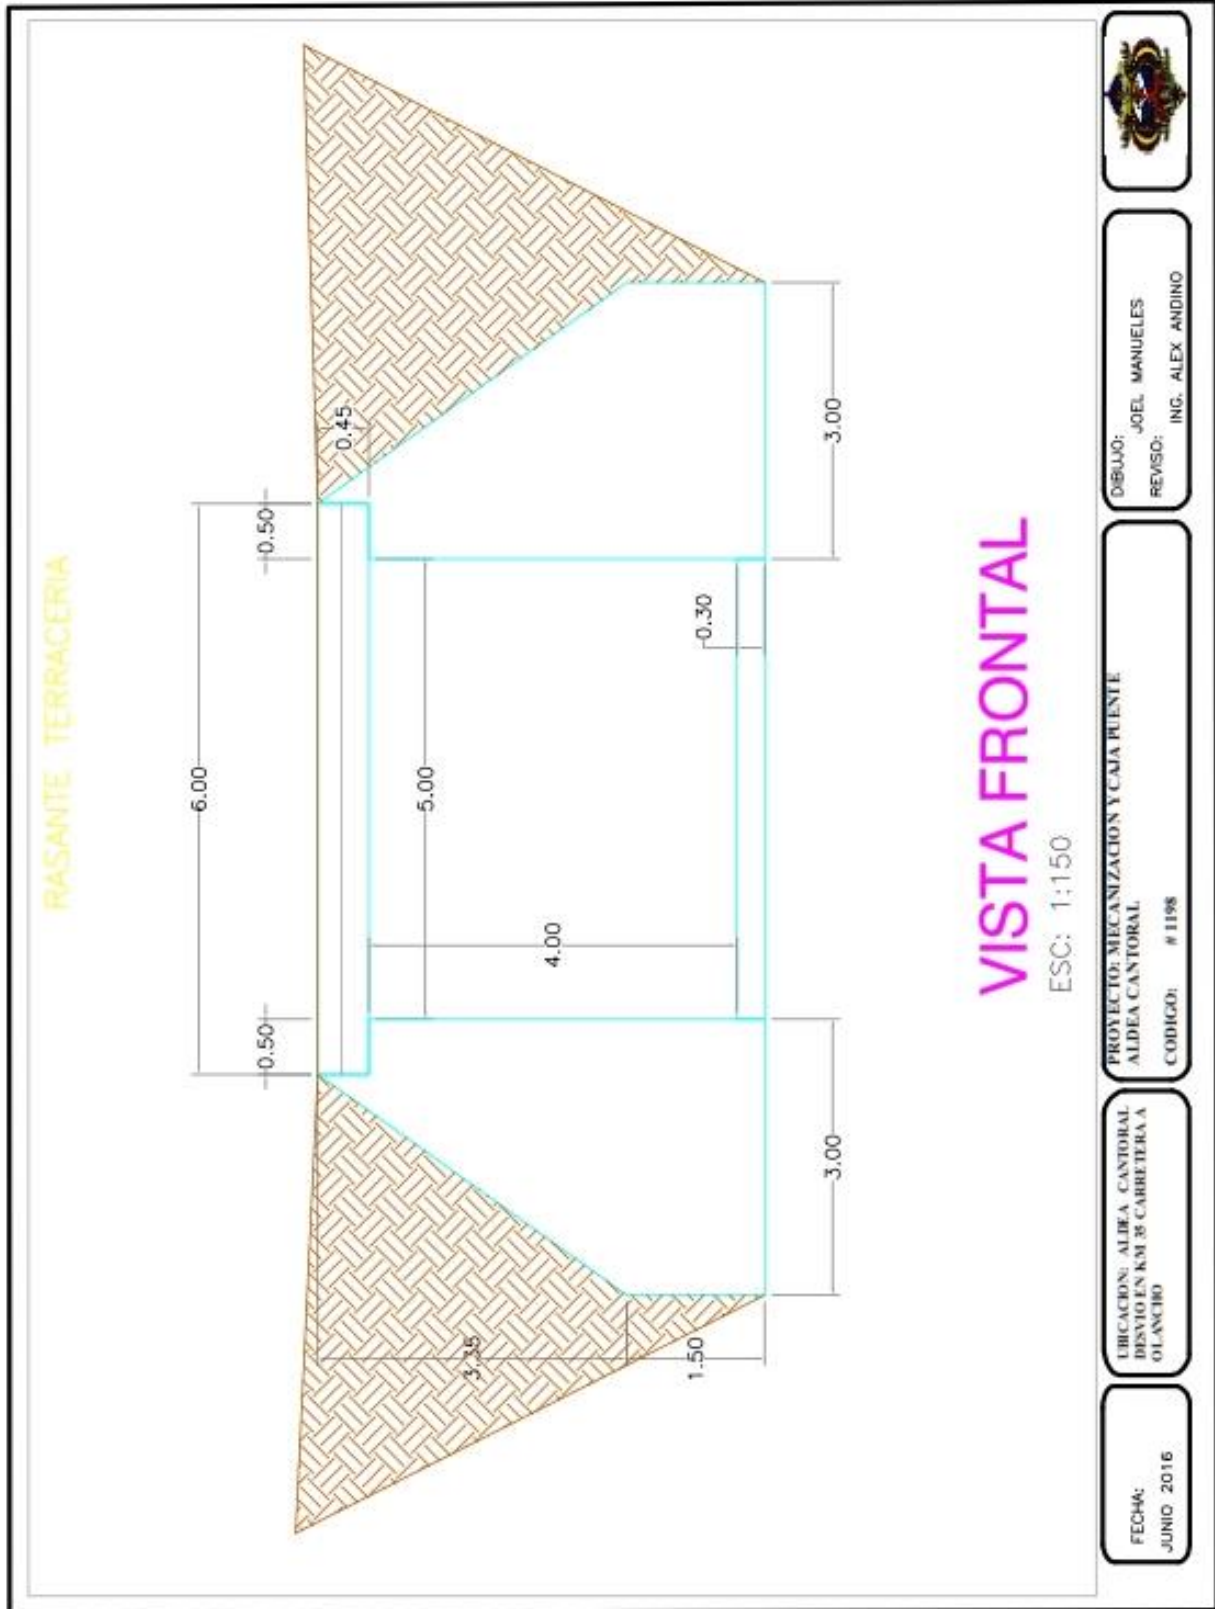 RASANTE TERRACERIA
6.00
0.50
0.50
0.45
5.00
4.00
0.30
3.35
1.50
3.00
3.00
VISTA FRONTAL
ESC: 1:150
FECHA:
JUNIO 2016
UBICACION: ALDEA CANTORAL
DESVIO EN KM 35 CARRETERA A
OLANCHO
PROYECTO: MECANIZACION Y CAJA PUENTE
ALDEA CANTORAL
CODIGO: # 1198
DIBUJO:
JOEL MANUELES
REVISO:
ING. ALEX ANDINO